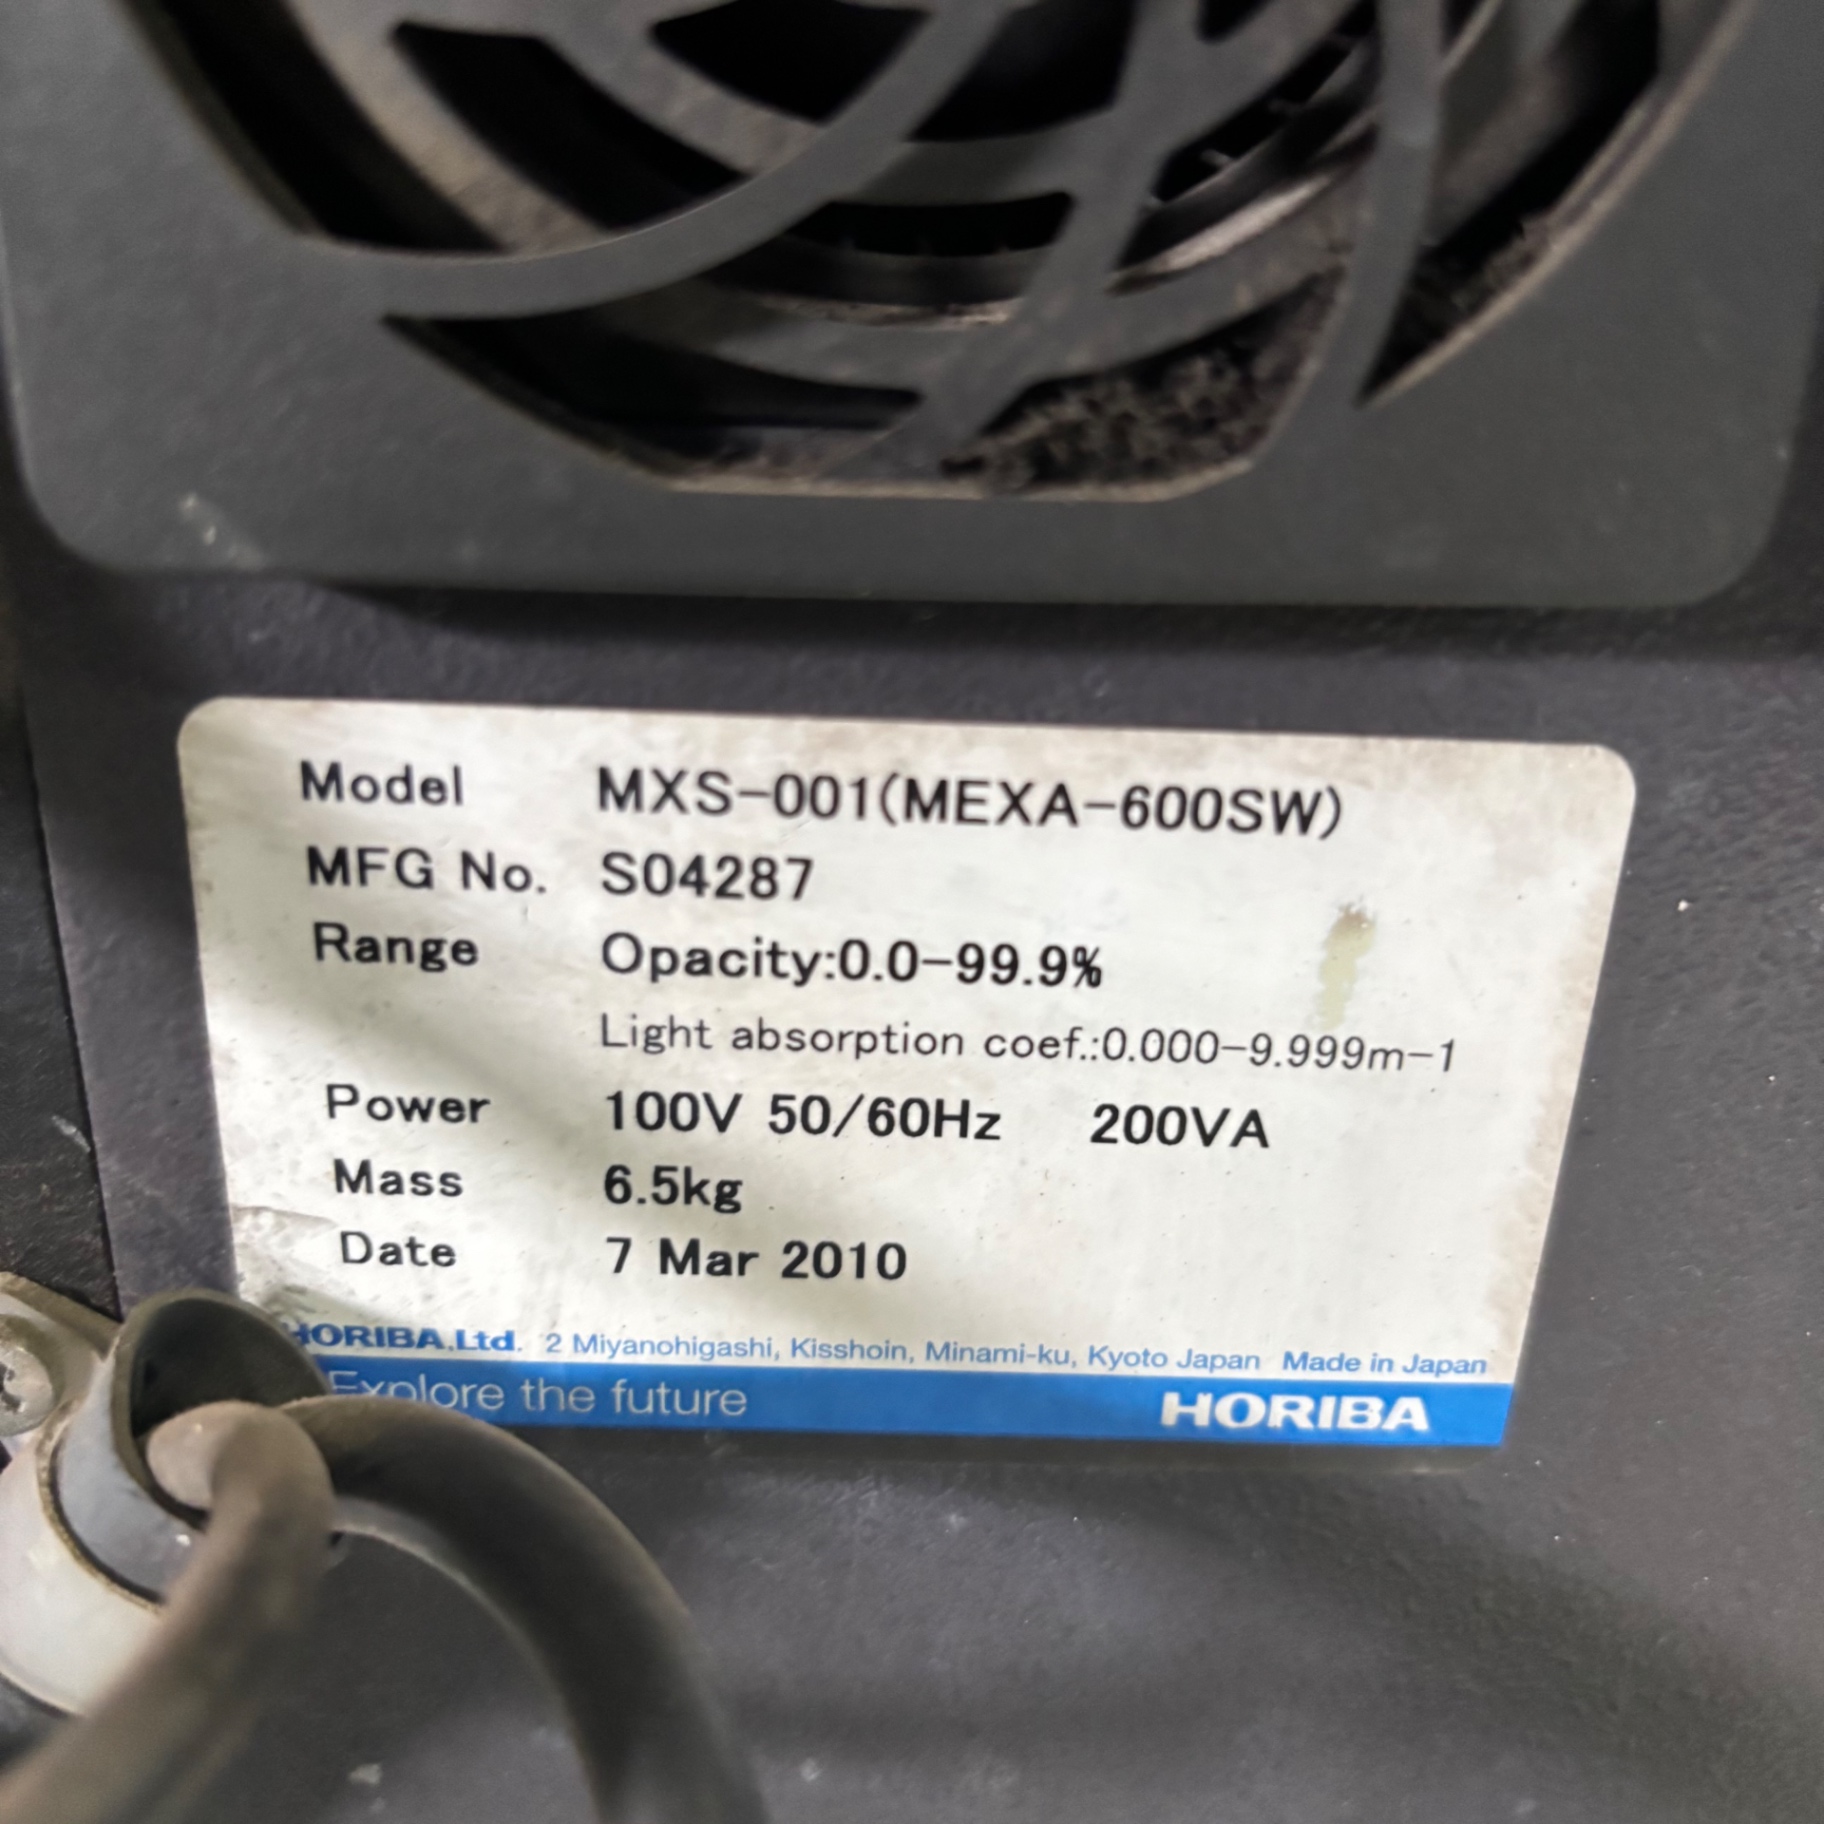 Model MXS-001(MEXA-600SW)
MFG No. S04287
Range Opacity:0.0-99.9%
Light absorption coef.:0.000-9.999m-1
Power 100V 50/60Hz 200VA
Mass 6.5kg
Date 7 Mar 2010
HORIBA,Ltd. 2 Miyanohigashi, Kisshoin, Minami-ku, Kyoto Japan Made in Japan
Explore the future HORIBA